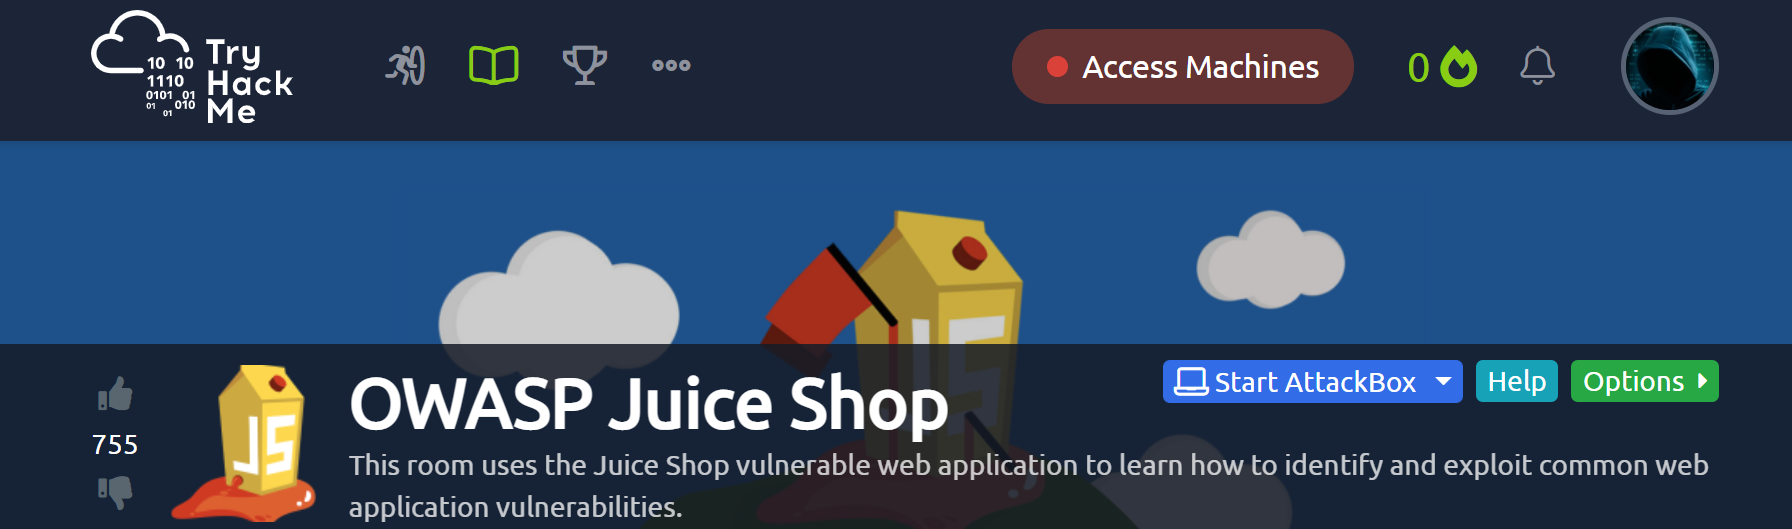 Try
Hack
Me
10 10
1110
0101 01
01 010
01
Access Machines
0
JS
Start AttackBox
Help
Options
755
JS
OWASP Juice Shop
This room uses the Juice Shop vulnerable web application to learn how to identify and exploit common web
application vulnerabilities.